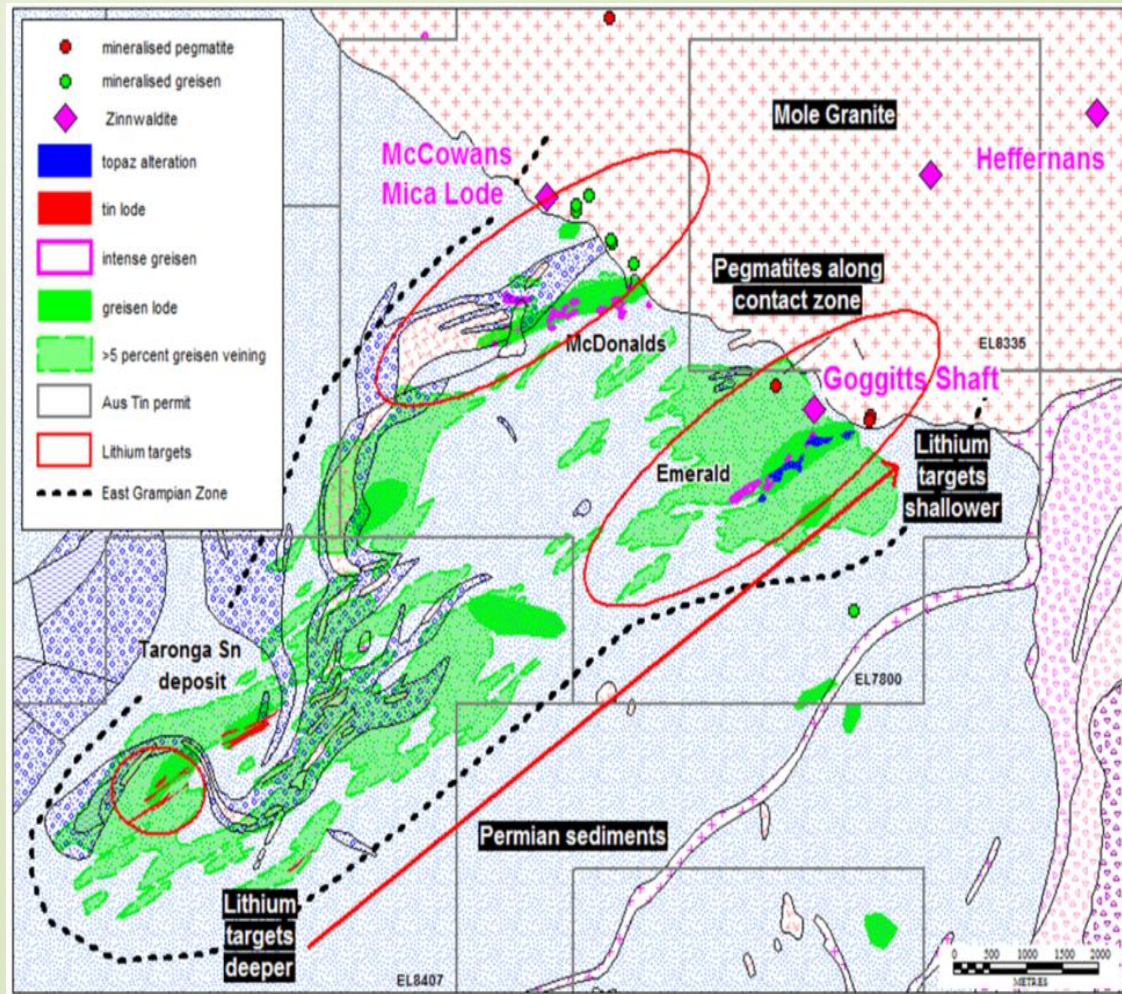 mineralised pegmatite
mineralised greisen
Zinnwaldite
topaz alteration
tin lode
intense greisen
greisen lode
>5 percent greisen veining
Aus Tin permit
Lithium targets
East Grampian Zone
Mole Granite
McCowans
Mica Lode
Heffernans
Pegmatites along
contact zone
EL8335
McDonalds
Goggitts Shaft
Emerald
Lithium
targets
shallower
Taronga Sn
deposit
EL7800
Permian sediments
Lithium
targets
deeper
EL8407
0 500 1000 1500 2000
METRES